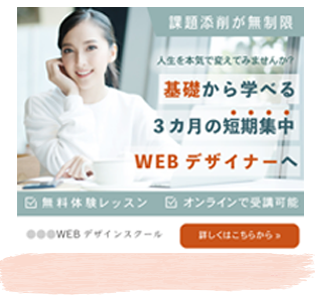 課題添削が無制限
人生を本気で変えてみませんか?
基礎から学べる
3カ月の短期集中
WEBデザイナーへ
無料体験レッスン オンラインで受講可能
WEBデザインスクール 詳しくはこちらから »